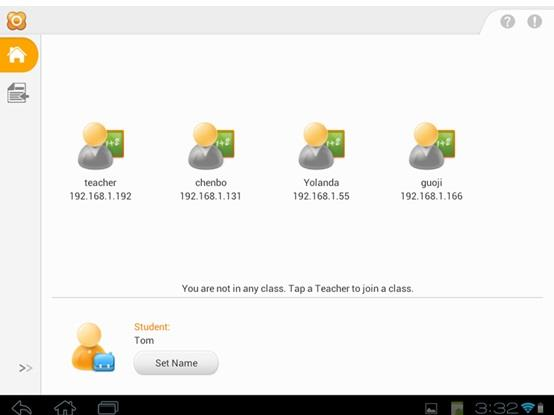 teacher
192.168.1.192
chenbo
192.168.1.131
Yolanda
192.168.1.55
guoji
192.168.1.166
You are not in any class. Tap a Teacher to join a class.
Student:
Tom
Set Name
>>
3:32